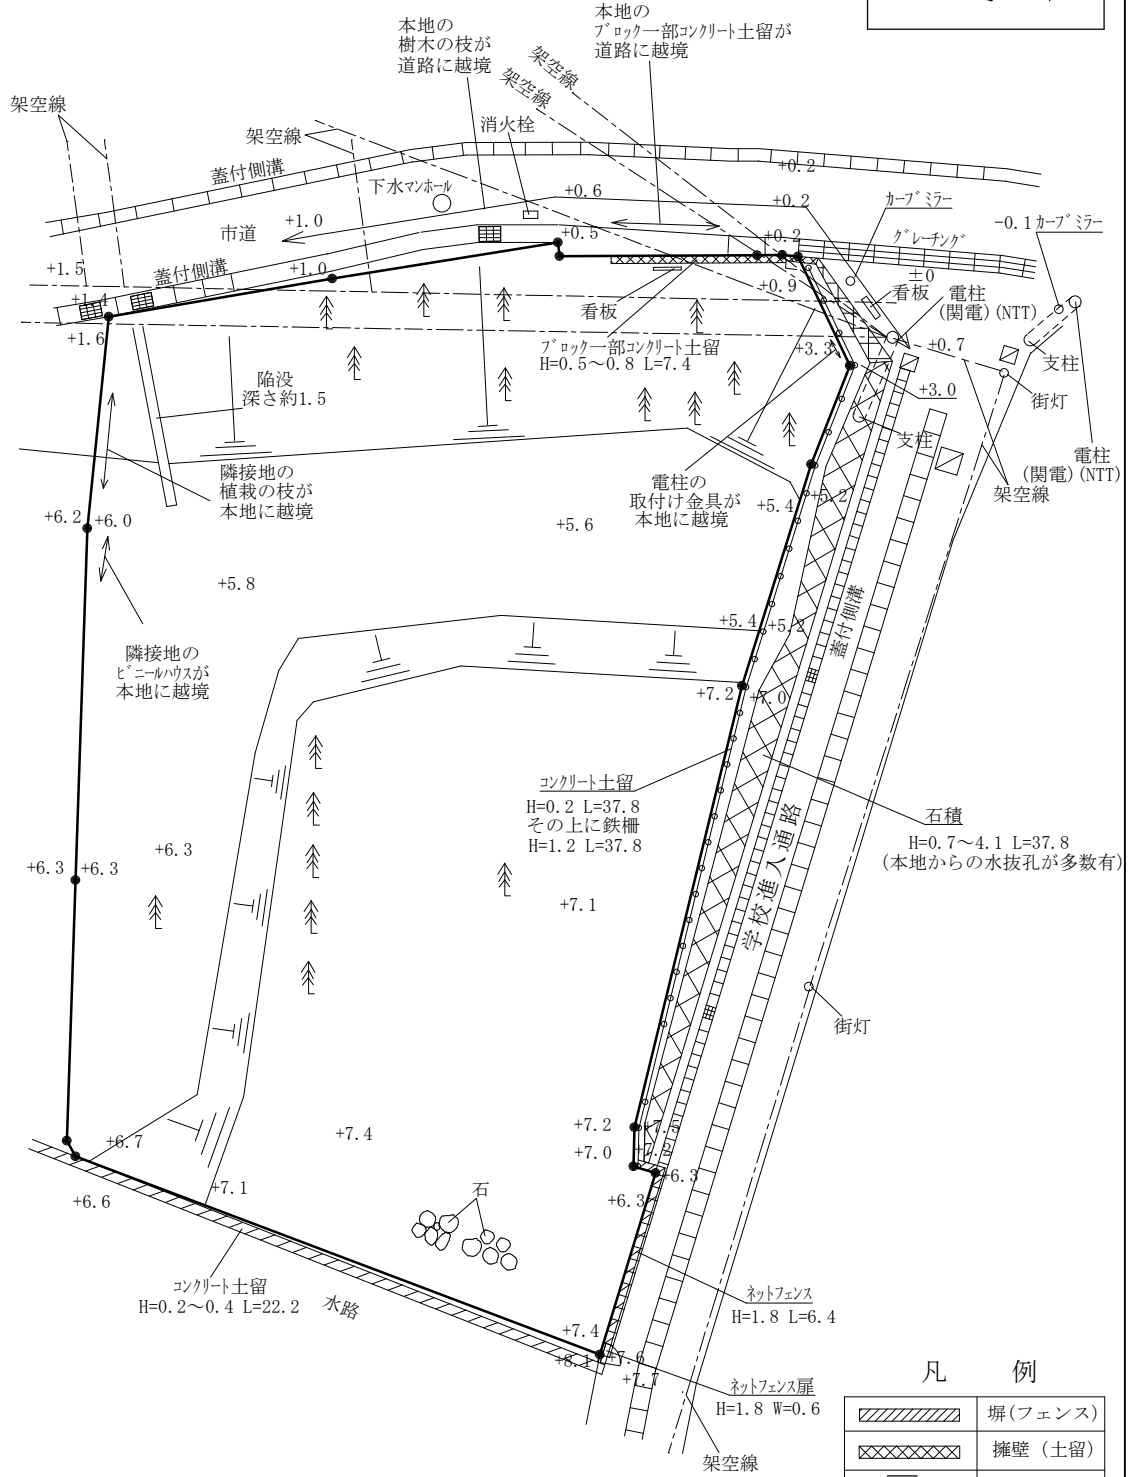 本地の
ブロック一部コンクリート土留が
道路に越境
本地の
樹木の枝が
道路に越境
架空線
架空線
架空線
架空線
消火栓
蓋付側溝
下水マンホール
+0.2
+0.6
+0.2
カーブミラー
+1.0
市道
-0.1 カーブミラー
+0.5
+0.2
グレーチング
+1.5
蓋付側溝
+1.0
±0
+0.9
看板
電柱
(関電)(NTT)
+1.4
看板
+1.6
ブロック一部コンクリート土留
H=0.5～0.8 L=7.4
+3.3
+0.7
支柱
陥没
深さ約1.5
+3.0
街灯
支柱
電柱
(関電)(NTT)
架空線
隣接地の
植栽の枝が
本地に越境
電柱の
取付け金具が
本地に越境
+5.4
+5.2
+6.2
+6.0
+5.6
+5.8
+5.4
+5.2
蓋付側溝
隣接地の
ビニールハウスが
本地に越境
+7.2
+7.0
コンクリート土留
H=0.2 L=37.8
その上に鉄柵
H=1.2 L=37.8
石積
H=0.7～4.1 L=37.8
(本地からの水抜孔が多数有)
+6.3
+6.3
+6.3
+7.1
学校進入通路
街灯
+7.2
+7.5
+7.4
+6.7
+7.0
+7.2
+6.3
+6.3
+6.6
+7.1
石
コンクリート土留
H=0.2～0.4 L=22.2
水路
ネットフェンス
H=1.8 L=6.4
+7.4
+8.1
+7.6
+7.7
ネットフェンス扉
H=1.8 W=0.6
架空線
凡　例
塀(フェンス)
擁壁（土留）